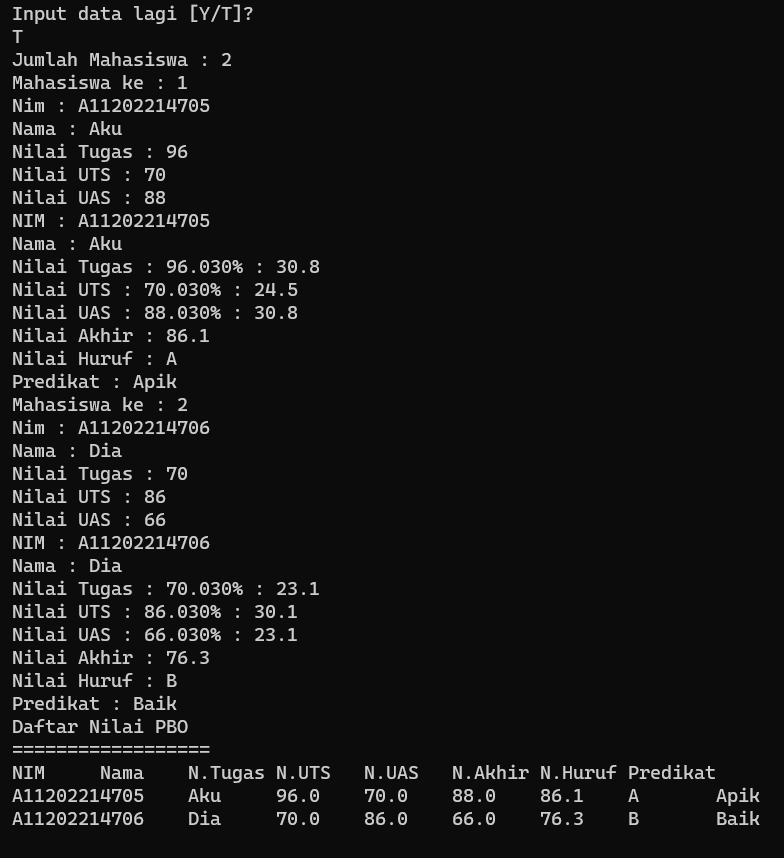 Input data lagi [Y/T]?
T
Jumlah Mahasiswa : 2
Mahasiswa ke : 1
Nim : A11202214705
Nama : Aku
Nilai Tugas : 96
Nilai UTS : 70
Nilai UAS : 88
NIM : A11202214705
Nama : Aku
Nilai Tugas : 96.030% : 30.8
Nilai UTS : 70.030% : 24.5
Nilai UAS : 88.030% : 30.8
Nilai Akhir : 86.1
Nilai Huruf : A
Predikat : Apik
Mahasiswa ke : 2
Nim : A11202214706
Nama : Dia
Nilai Tugas : 70
Nilai UTS : 86
Nilai UAS : 66
NIM : A11202214706
Nama : Dia
Nilai Tugas : 70.030% : 23.1
Nilai UTS : 86.030% : 30.1
Nilai UAS : 66.030% : 23.1
Nilai Akhir : 76.3
Nilai Huruf : B
Predikat : Baik
Daftar Nilai PBO
==================
NIM     Nama    N.Tugas N.UTS   N.UAS   N.Akhir N.Huruf Predikat
A11202214705    Aku     96.0    70.0    88.0    86.1    A       Apik
A11202214706    Dia     70.0    86.0    66.0    76.3    B       Baik